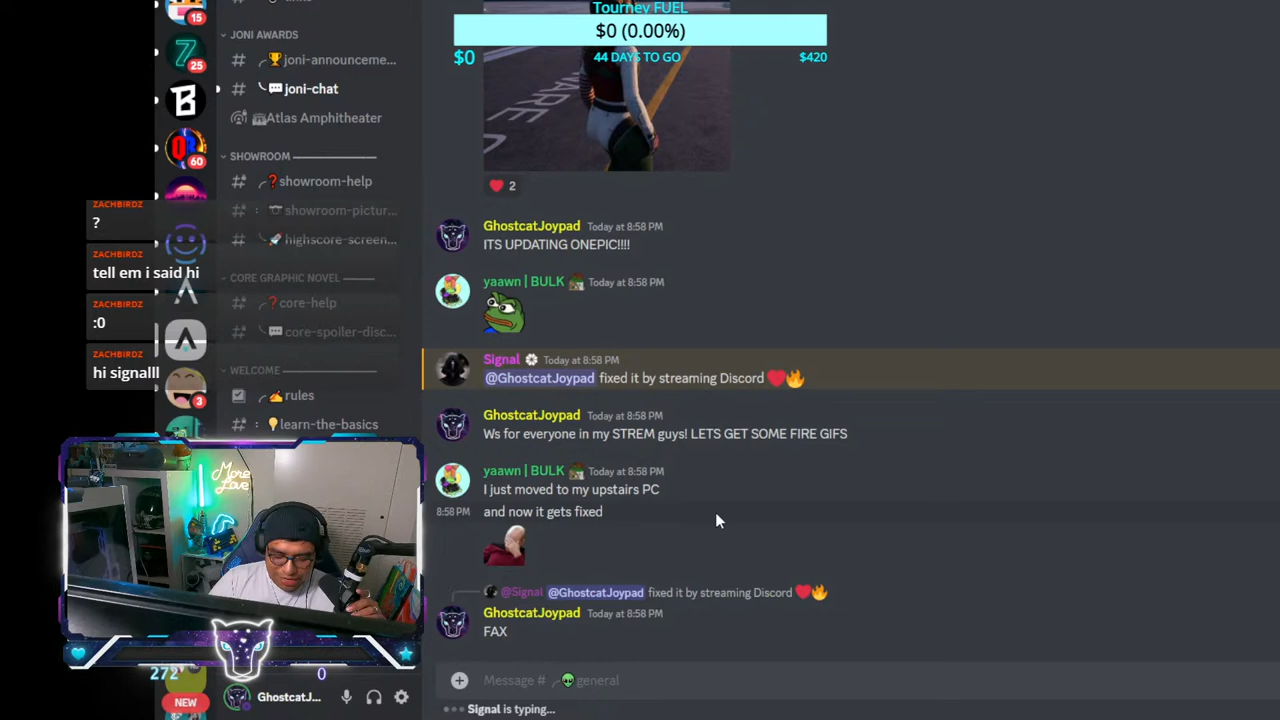 Tourney FUEL
$0 (0.00%)
$0
44 DAYS TO GO
$420
links
15
25
60
3
JONI AWARDS
joni-announceme...
joni-chat
Atlas Amphitheater
SHOWROOM
showroom-help
showroom-pictur...
highscore-screen...
CORE GRAPHIC NOVEL
core-help
core-spoiler-disc...
WELCOME
rules
learn-the-basics
ZACHBIRDZ
?
ZACHBIRDZ
tell em i said hi
ZACHBIRDZ
:0
ZACHBIRDZ
hi signalll
More
Love
272
0
NEW
GhostcatJ...
2
GhostcatJoypad Today at 8:58 PM
ITS UPDATING ONEPIC!!!!
yaawn | BULK Today at 8:58 PM
Signal Today at 8:58 PM
@GhostcatJoypad fixed it by streaming Discord ❤️🔥
GhostcatJoypad Today at 8:58 PM
Ws for everyone in my STREM guys! LETS GET SOME FIRE GIFS
yaawn | BULK Today at 8:58 PM
I just moved to my upstairs PC
8:58 PM and now it gets fixed
@Signal @GhostcatJoypad fixed it by streaming Discord ❤️🔥
GhostcatJoypad Today at 8:58 PM
FAX
Message # general
Signal is typing...